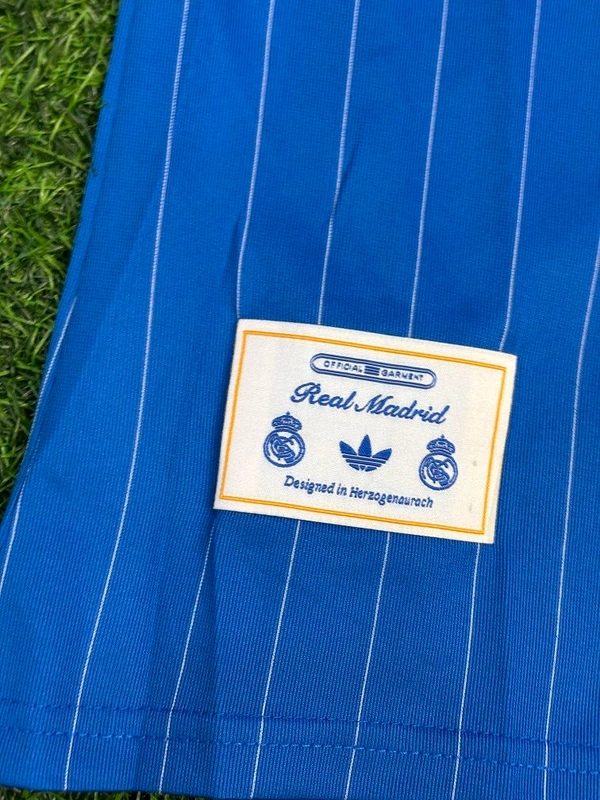 OFFICIAL GARMENT
Real Madrid
Designed in Herzogenaurach